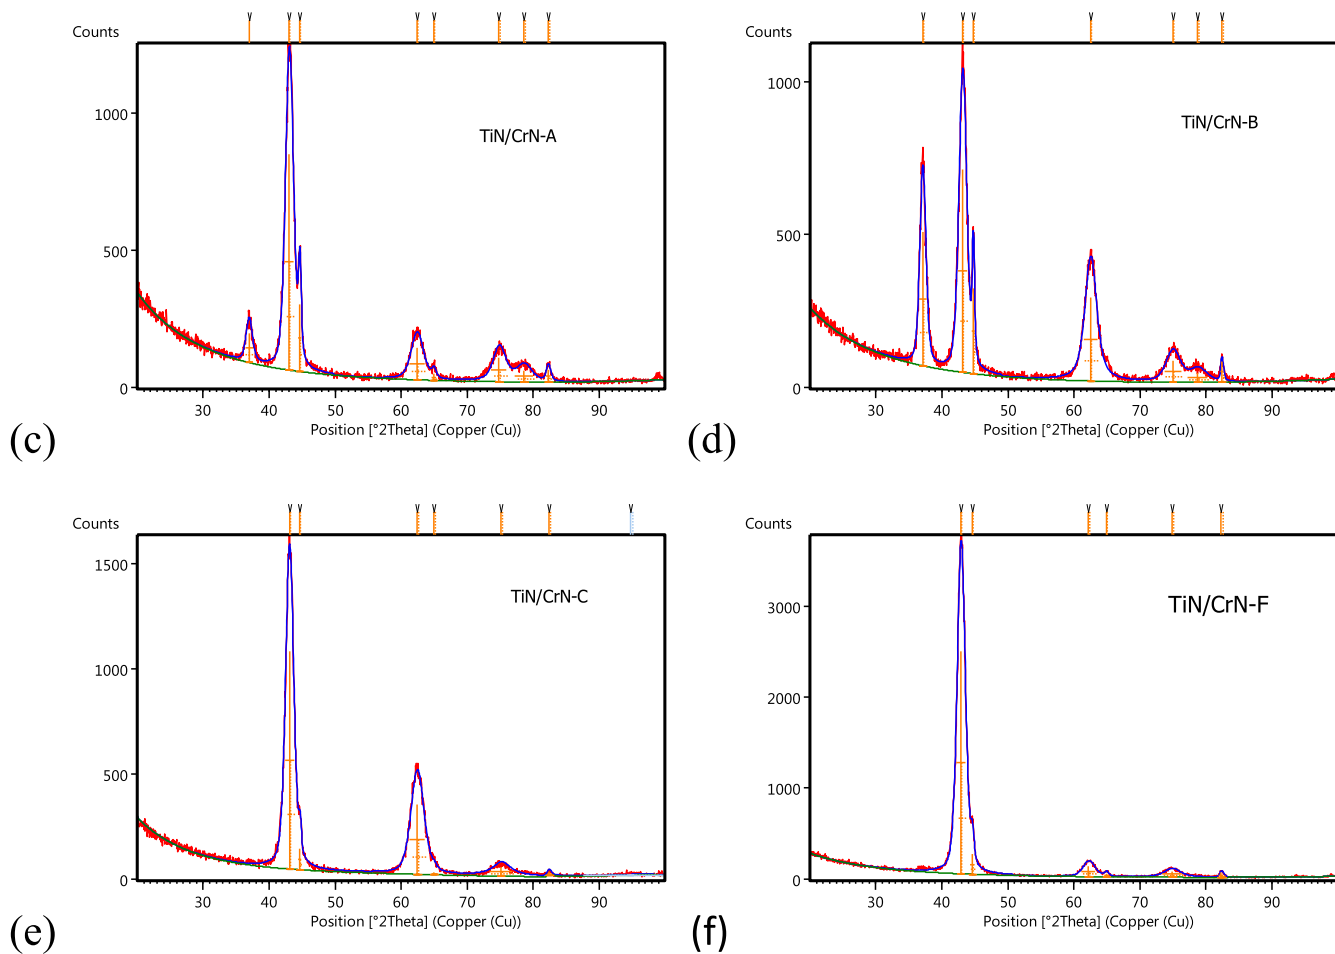 Counts
1000
500
0
TiN/CrN-A
30 40 50 60 70 80 90
Position [°2Theta] (Copper (Cu))
(c)
Counts
1000
500
0
TiN/CrN-B
30 40 50 60 70 80 90
Position [°2Theta] (Copper (Cu))
(d)
Counts
1500
1000
500
0
TiN/CrN-C
30 40 50 60 70 80 90
Position [°2Theta] (Copper (Cu))
(e)
Counts
3000
2000
1000
0
TiN/CrN-F
30 40 50 60 70 80 90
Position [°2Theta] (Copper (Cu))
(f)